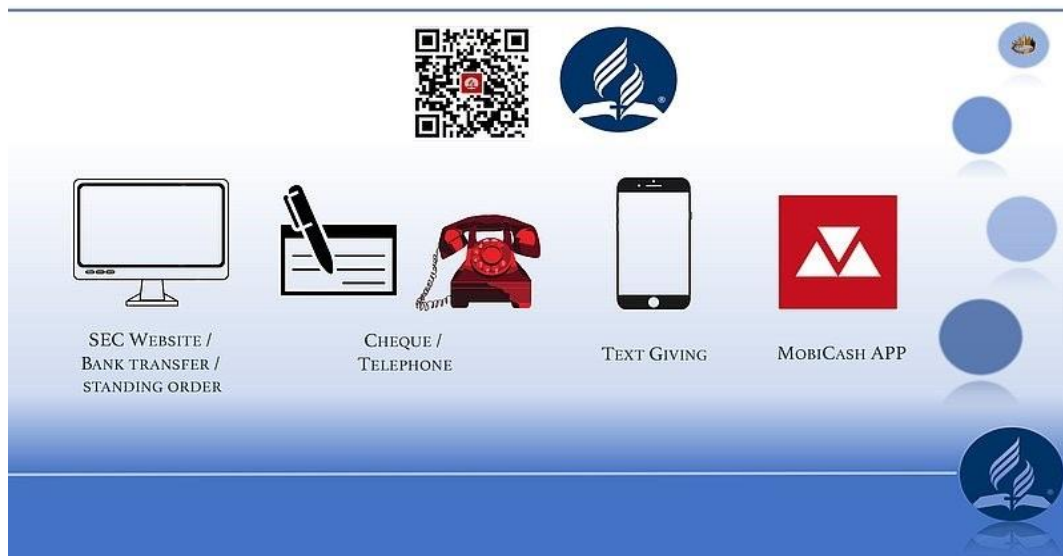 SEC WEBSITE /
BANK TRANSFER /
STANDING ORDER
CHEQUE /
TELEPHONE
TEXT GIVING
MOBICASH APP